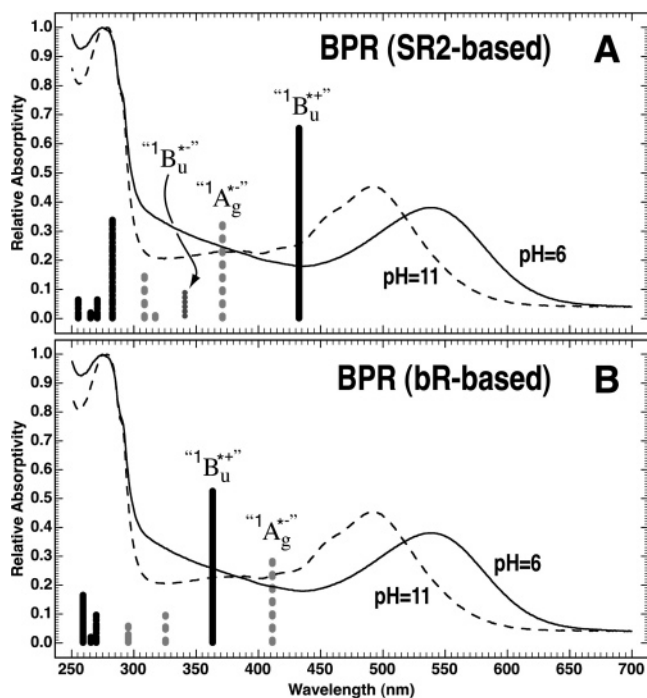 BPR (SR2-based) A
"¹Bᵤ*⁺"
"¹Bᵤ*⁻"
"¹A_g*⁻"
pH=6
pH=11
Relative Absorptivity
1.0
0.9
0.8
0.7
0.6
0.5
0.4
0.3
0.2
0.1
0.0
BPR (bR-based) B
"¹Bᵤ*⁺"
"¹A_g*⁻"
pH=6
pH=11
Relative Absorptivity
1.0
0.9
0.8
0.7
0.6
0.5
0.4
0.3
0.2
0.1
0.0
250 300 350 400 450 500 550 600 650 700
Wavelength (nm)